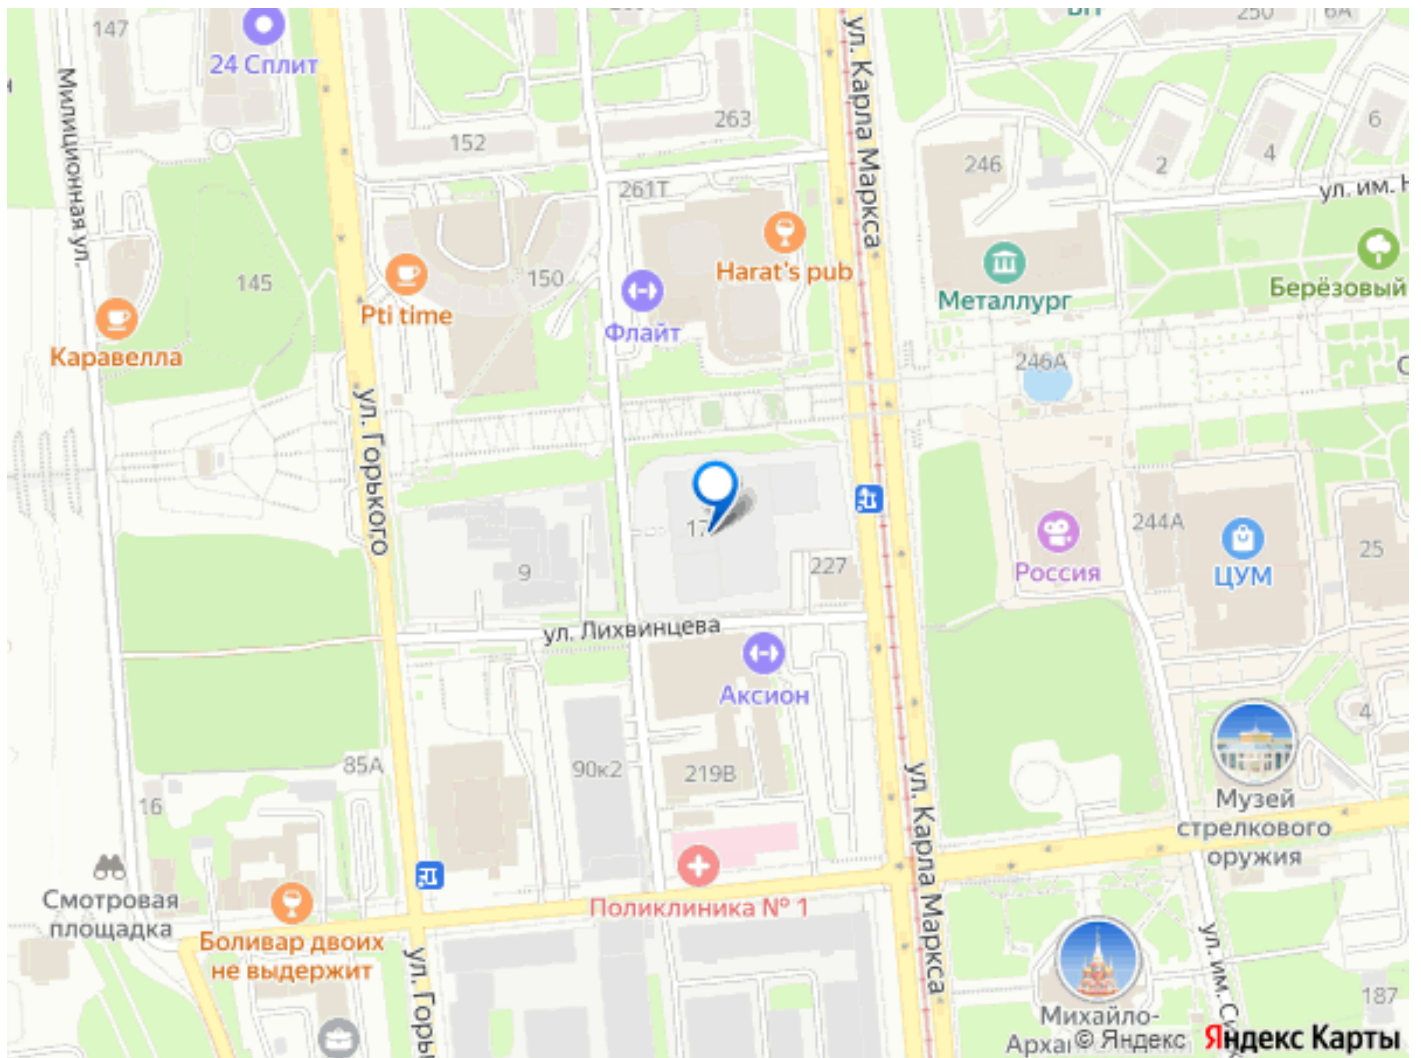 147
24 Сплит
250
6А
Милиционная ул.
ул. Карла Маркса
152
263
246
2
4
6
261Т
ул. им.
145
150
Harat's pub
Pti time
Флайт
Металлург
Берёзовый
Каравелла
246А
ул. Горького
17
9
227
244А
25
Россия
ЦУМ
ул. Лихвинцева
Аксион
4
85А
90к2
219В
16
ул. Карла Маркса
Музей
стрелкового
оружия
Смотровая
площадка
Поликлиника № 1
Боливар двоих
не выдержит
ул. Горь
ул. им.
187
Михайло-
© Яндекс
Яндекс Карты